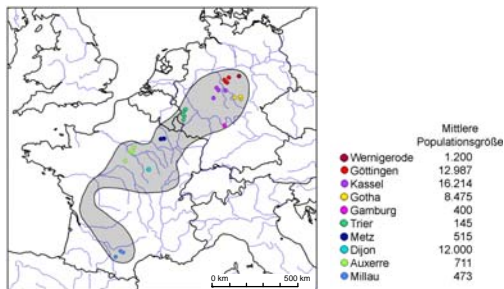 Mittlere
Populationsgröße
Wernigerode 1.200
Göttingen 12.987
Kassel 16.214
Gotha 8.475
Gamburg 400
Trier 145
Metz 515
Dijon 12.000
Auxerre 711
Millau 473
0 km 500 km